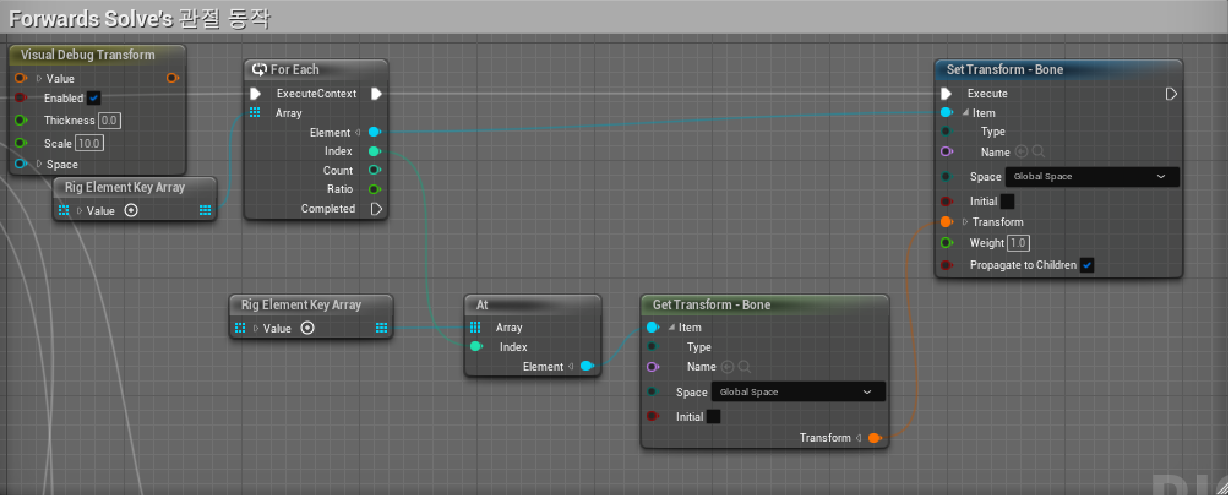 Forwards Solve's 관절 동작
Visual Debug Transform
Value
Enabled
Thickness 0.0
Scale 10.0
Space
Rig Element Key Array
Value
For Each
ExecuteContext
Array
Element
Index
Count
Ratio
Completed
Set Transform - Bone
Execute
Item
Type
Name
Space Global Space
Initial
Transform
Weight 1.0
Propagate to Children
Rig Element Key Array
Value
At
Array
Index
Element
Get Transform - Bone
Item
Type
Name
Space Global Space
Initial
Transform